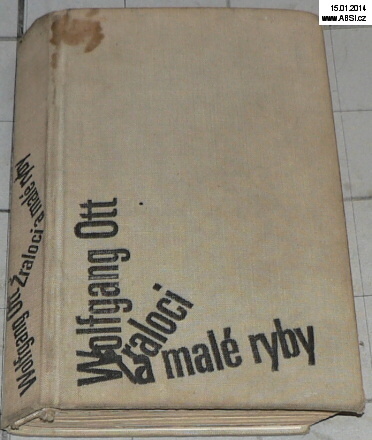 15.01.2014
www.ABSI.cz
Wolfgang Ott Žraloci a malé ryby
Wolfgang Ott
Žraloci
a malé ryby